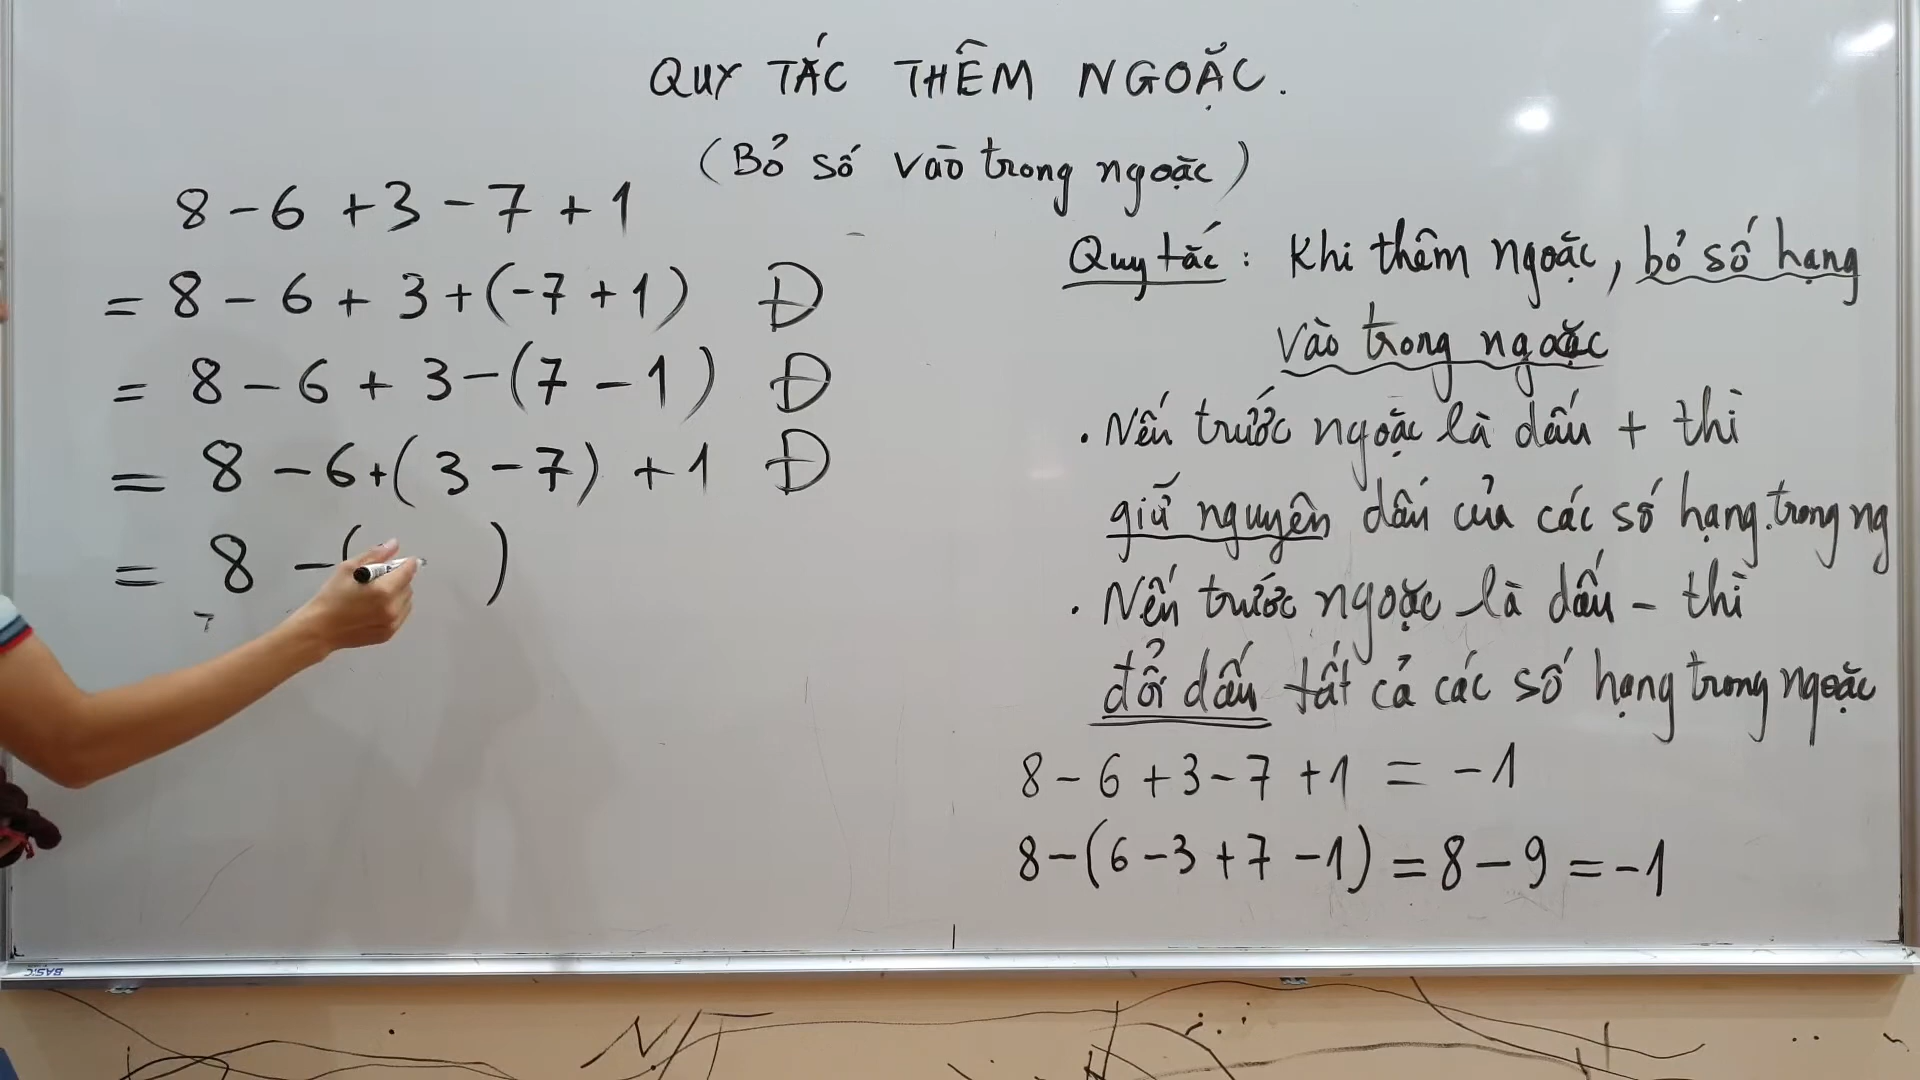 QUY TẮC THÊM NGOẶC.
(Bỏ số vào trong ngoặc)
8 - 6 + 3 - 7 + 1
= 8 - 6 + 3 + (-7 + 1) Đ
= 8 - 6 + 3 - (7 - 1) Đ
= 8 - 6 + (3 - 7) + 1 Đ
= 8 - ( )
Quy tắc : Khi thêm ngoặc, bỏ số hạng
vào trong ngoặc
. Nếu trước ngoặc là dấu + thì
giữ nguyên dấu của các số hạng trong ng
. Nếu trước ngoặc là dấu - thì
đổi dấu tất cả các số hạng trong ngoặc
8 - 6 + 3 - 7 + 1 = -1
8 - (6 - 3 + 7 - 1) = 8 - 9 = -1
BASIC